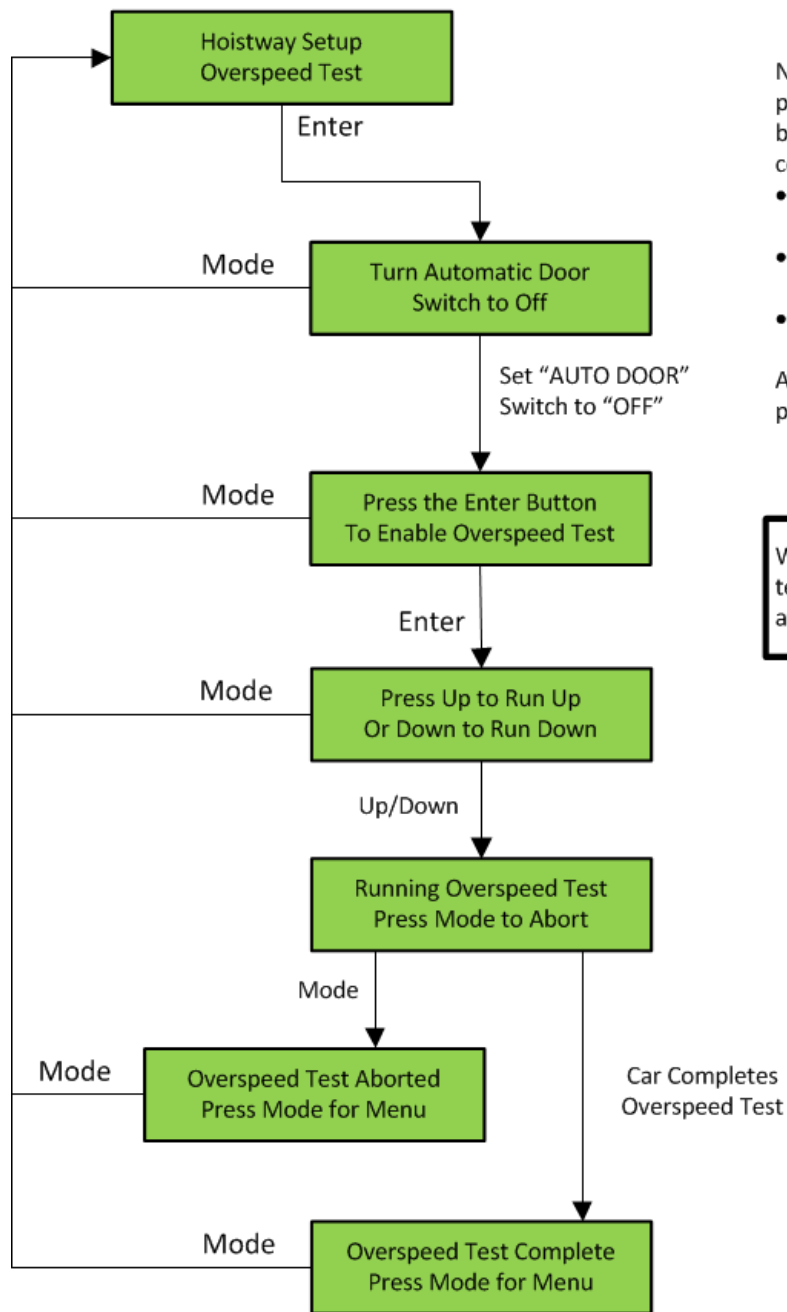 Hoistway Setup
Overspeed Test
Enter
Mode
Turn Automatic Door
Switch to Off
Set “AUTO DOOR”
Switch to “OFF”
Mode
Press the Enter Button
To Enable Overspeed Test
Enter
Mode
Press Up to Run Up
Or Down to Run Down
Up/Down
Running Overspeed Test
Press Mode to Abort
Mode
Mode
Overspeed Test Aborted
Press Mode for Menu
Car Completes
Overspeed Test
Mode
Overspeed Test Complete
Press Mode for Menu